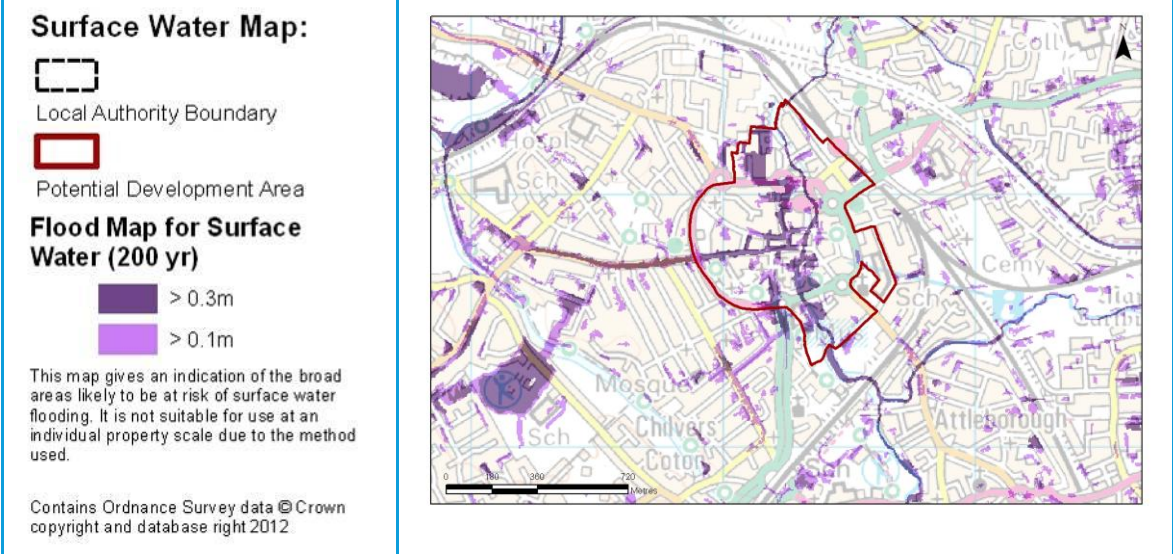 Surface Water Map:
Local Authority Boundary
Potential Development Area
Flood Map for Surface
Water (200 yr)
> 0.3m
> 0.1m
This map gives an indication of the broad
areas likely to be at risk of surface water
flooding. It is not suitable for use at an
individual property scale due to the method
used.
Contains Ordnance Survey data © Crown
copyright and database right 2012
N
Coll
Sch
Cemy
Sch
Mosque
Chilvers
Coton
Sch
Attleborough
Sch
0 180 360 720
Metres